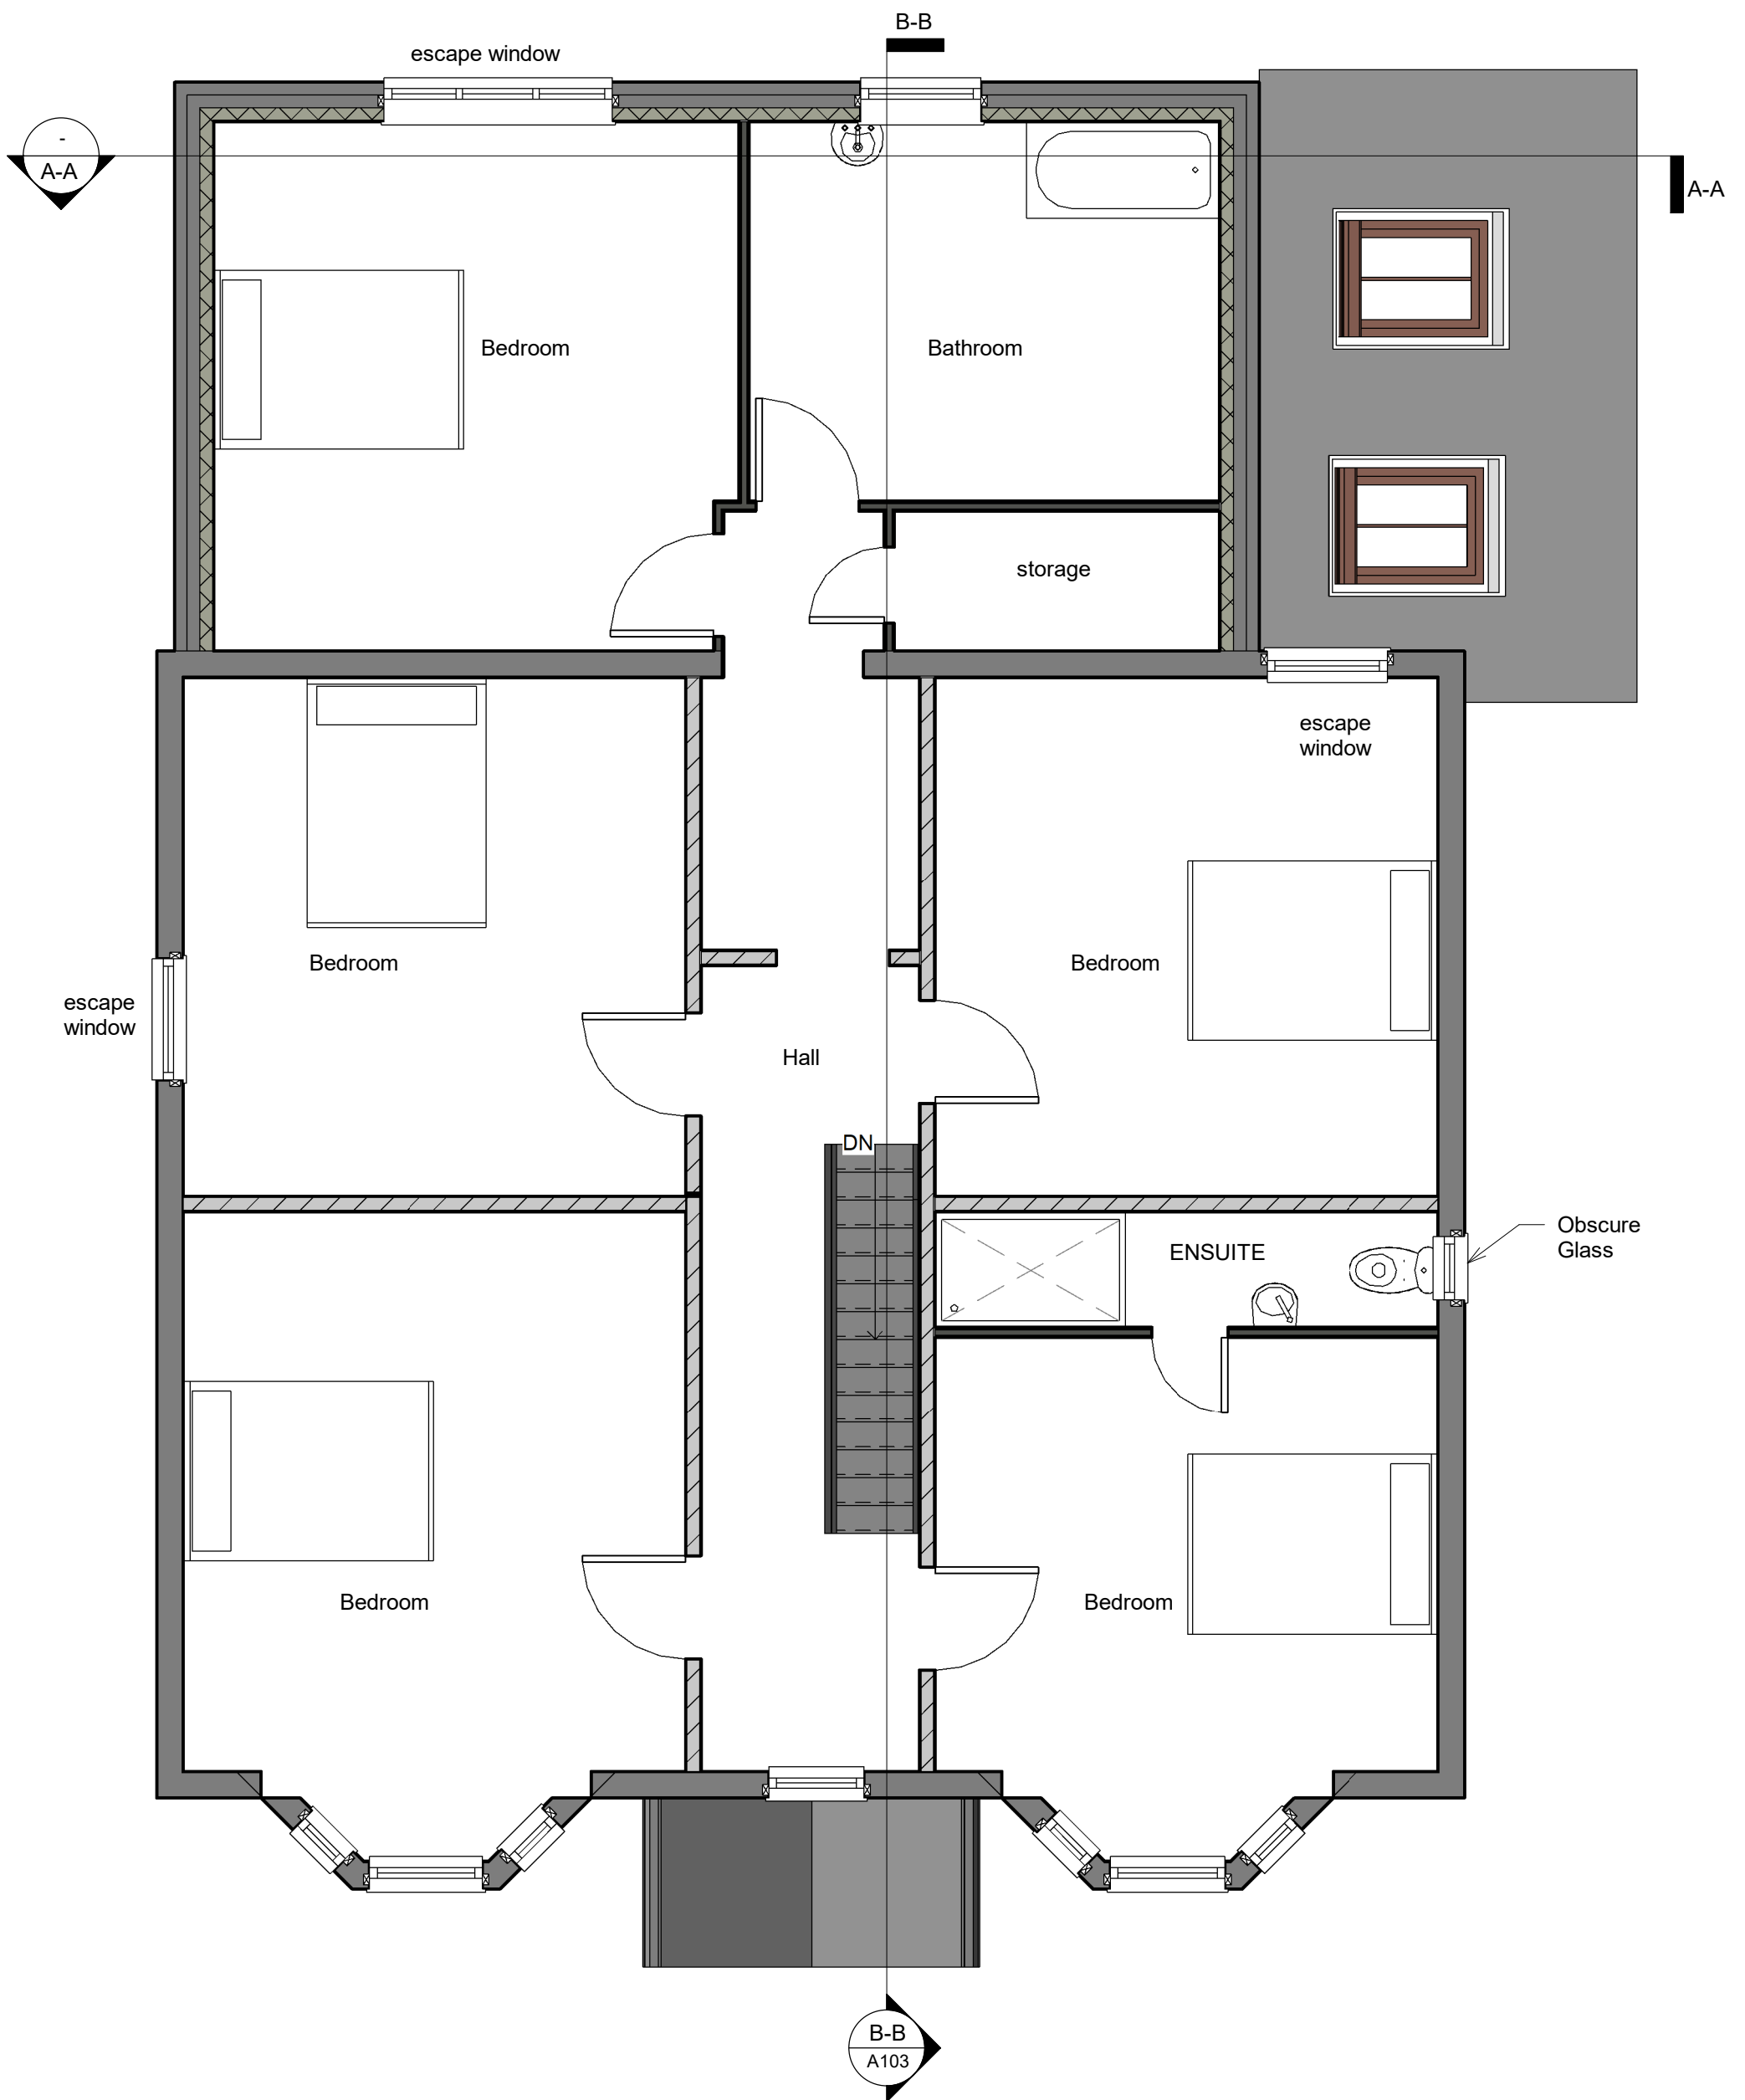 B-B
escape window
-
A-A
A-A
Bedroom
Bathroom
storage
escape
window
Bedroom
Bedroom
escape
window
Hall
DN
Obscure
Glass
ENSUITE
Bedroom
Bedroom
B-B
A103